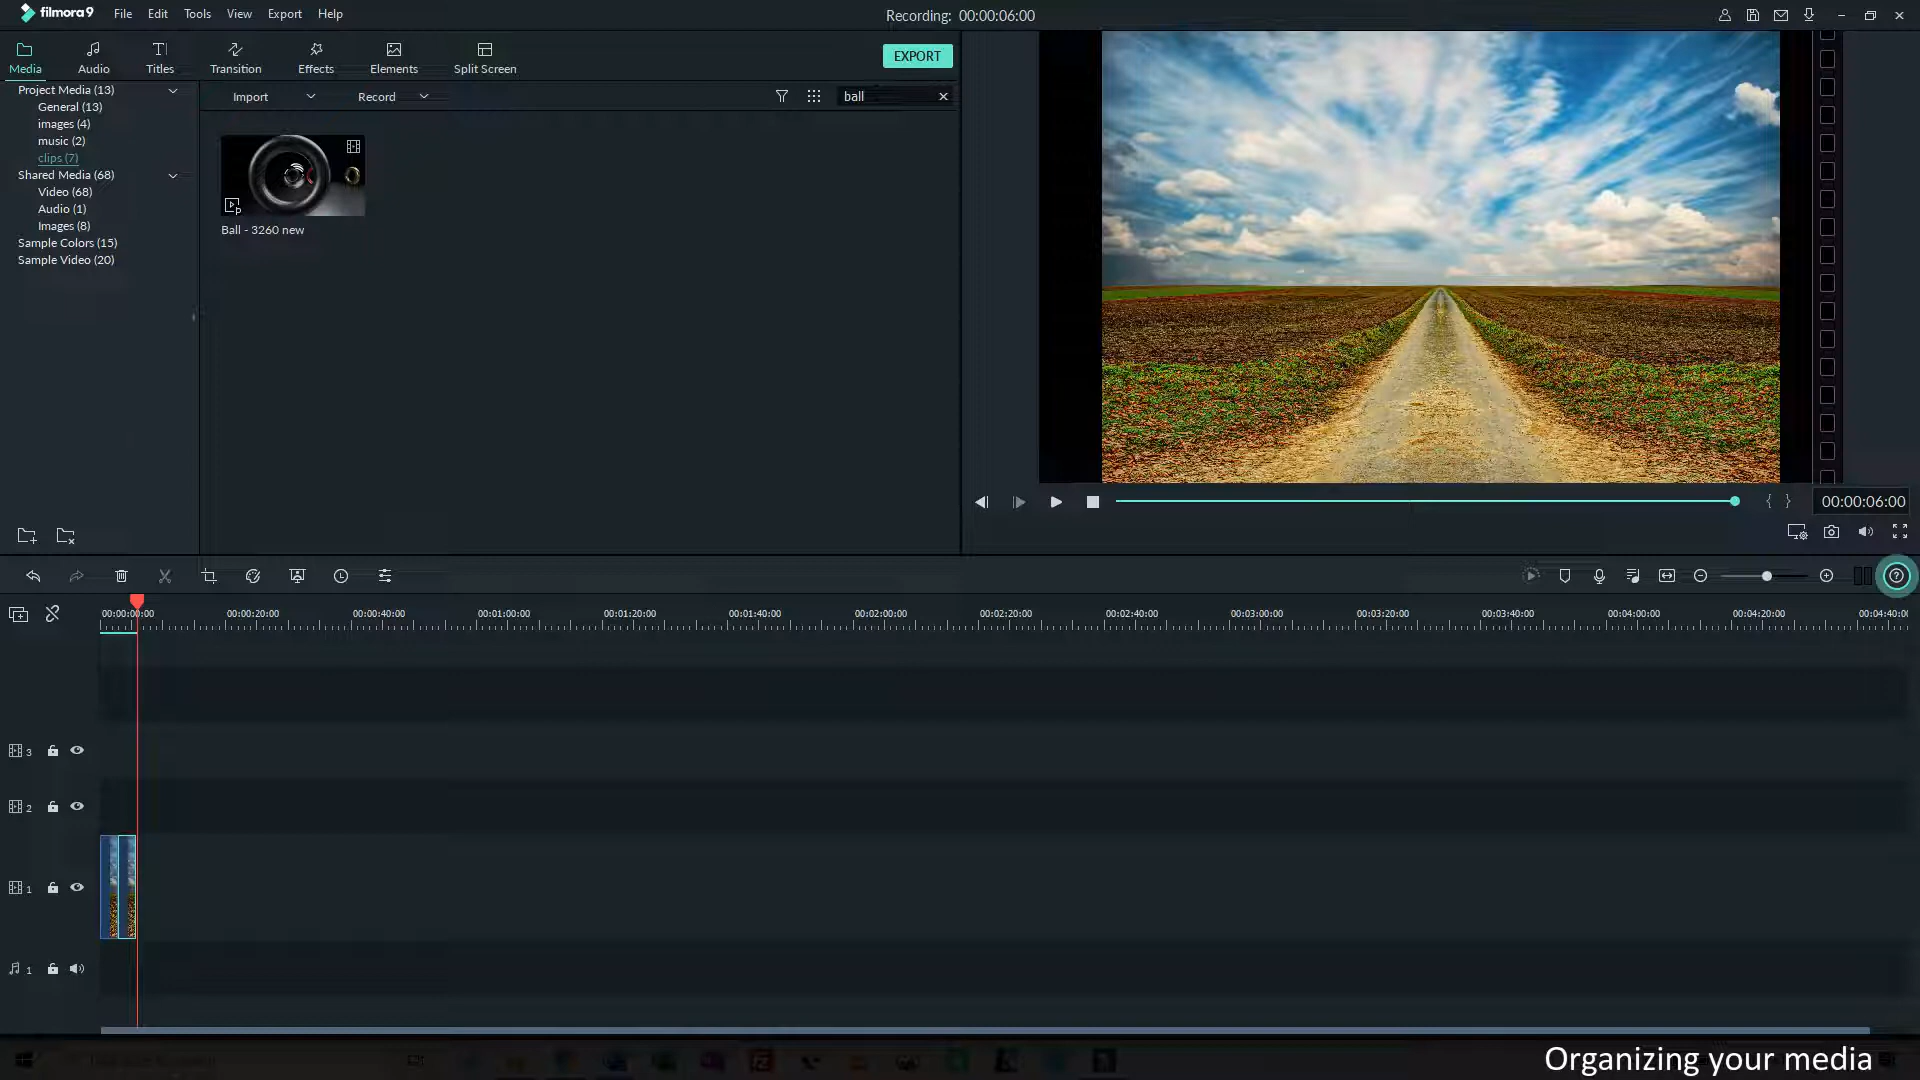 filmora9
File Edit Tools View Export Help
Recording: 00:00:06:00
Media Audio Titles Transition Effects Elements Split Screen
EXPORT
Project Media (13)
General (13)
images (4)
music (2)
clips (7)
Shared Media (68)
Video (68)
Audio (1)
Images (8)
Sample Colors (15)
Sample Video (20)
Import Record ball
Ball - 3260 new
00:00:06:00
00:00:00:00 00:00:20:00 00:00:40:00 00:01:00:00 00:01:20:00 00:01:40:00 00:02:00:00 00:02:20:00 00:02:40:00 00:03:00:00 00:03:20:00 00:03:40:00 00:04:00:00 00:04:20:00 00:04:40:00
3
2
1
1
Organizing your media